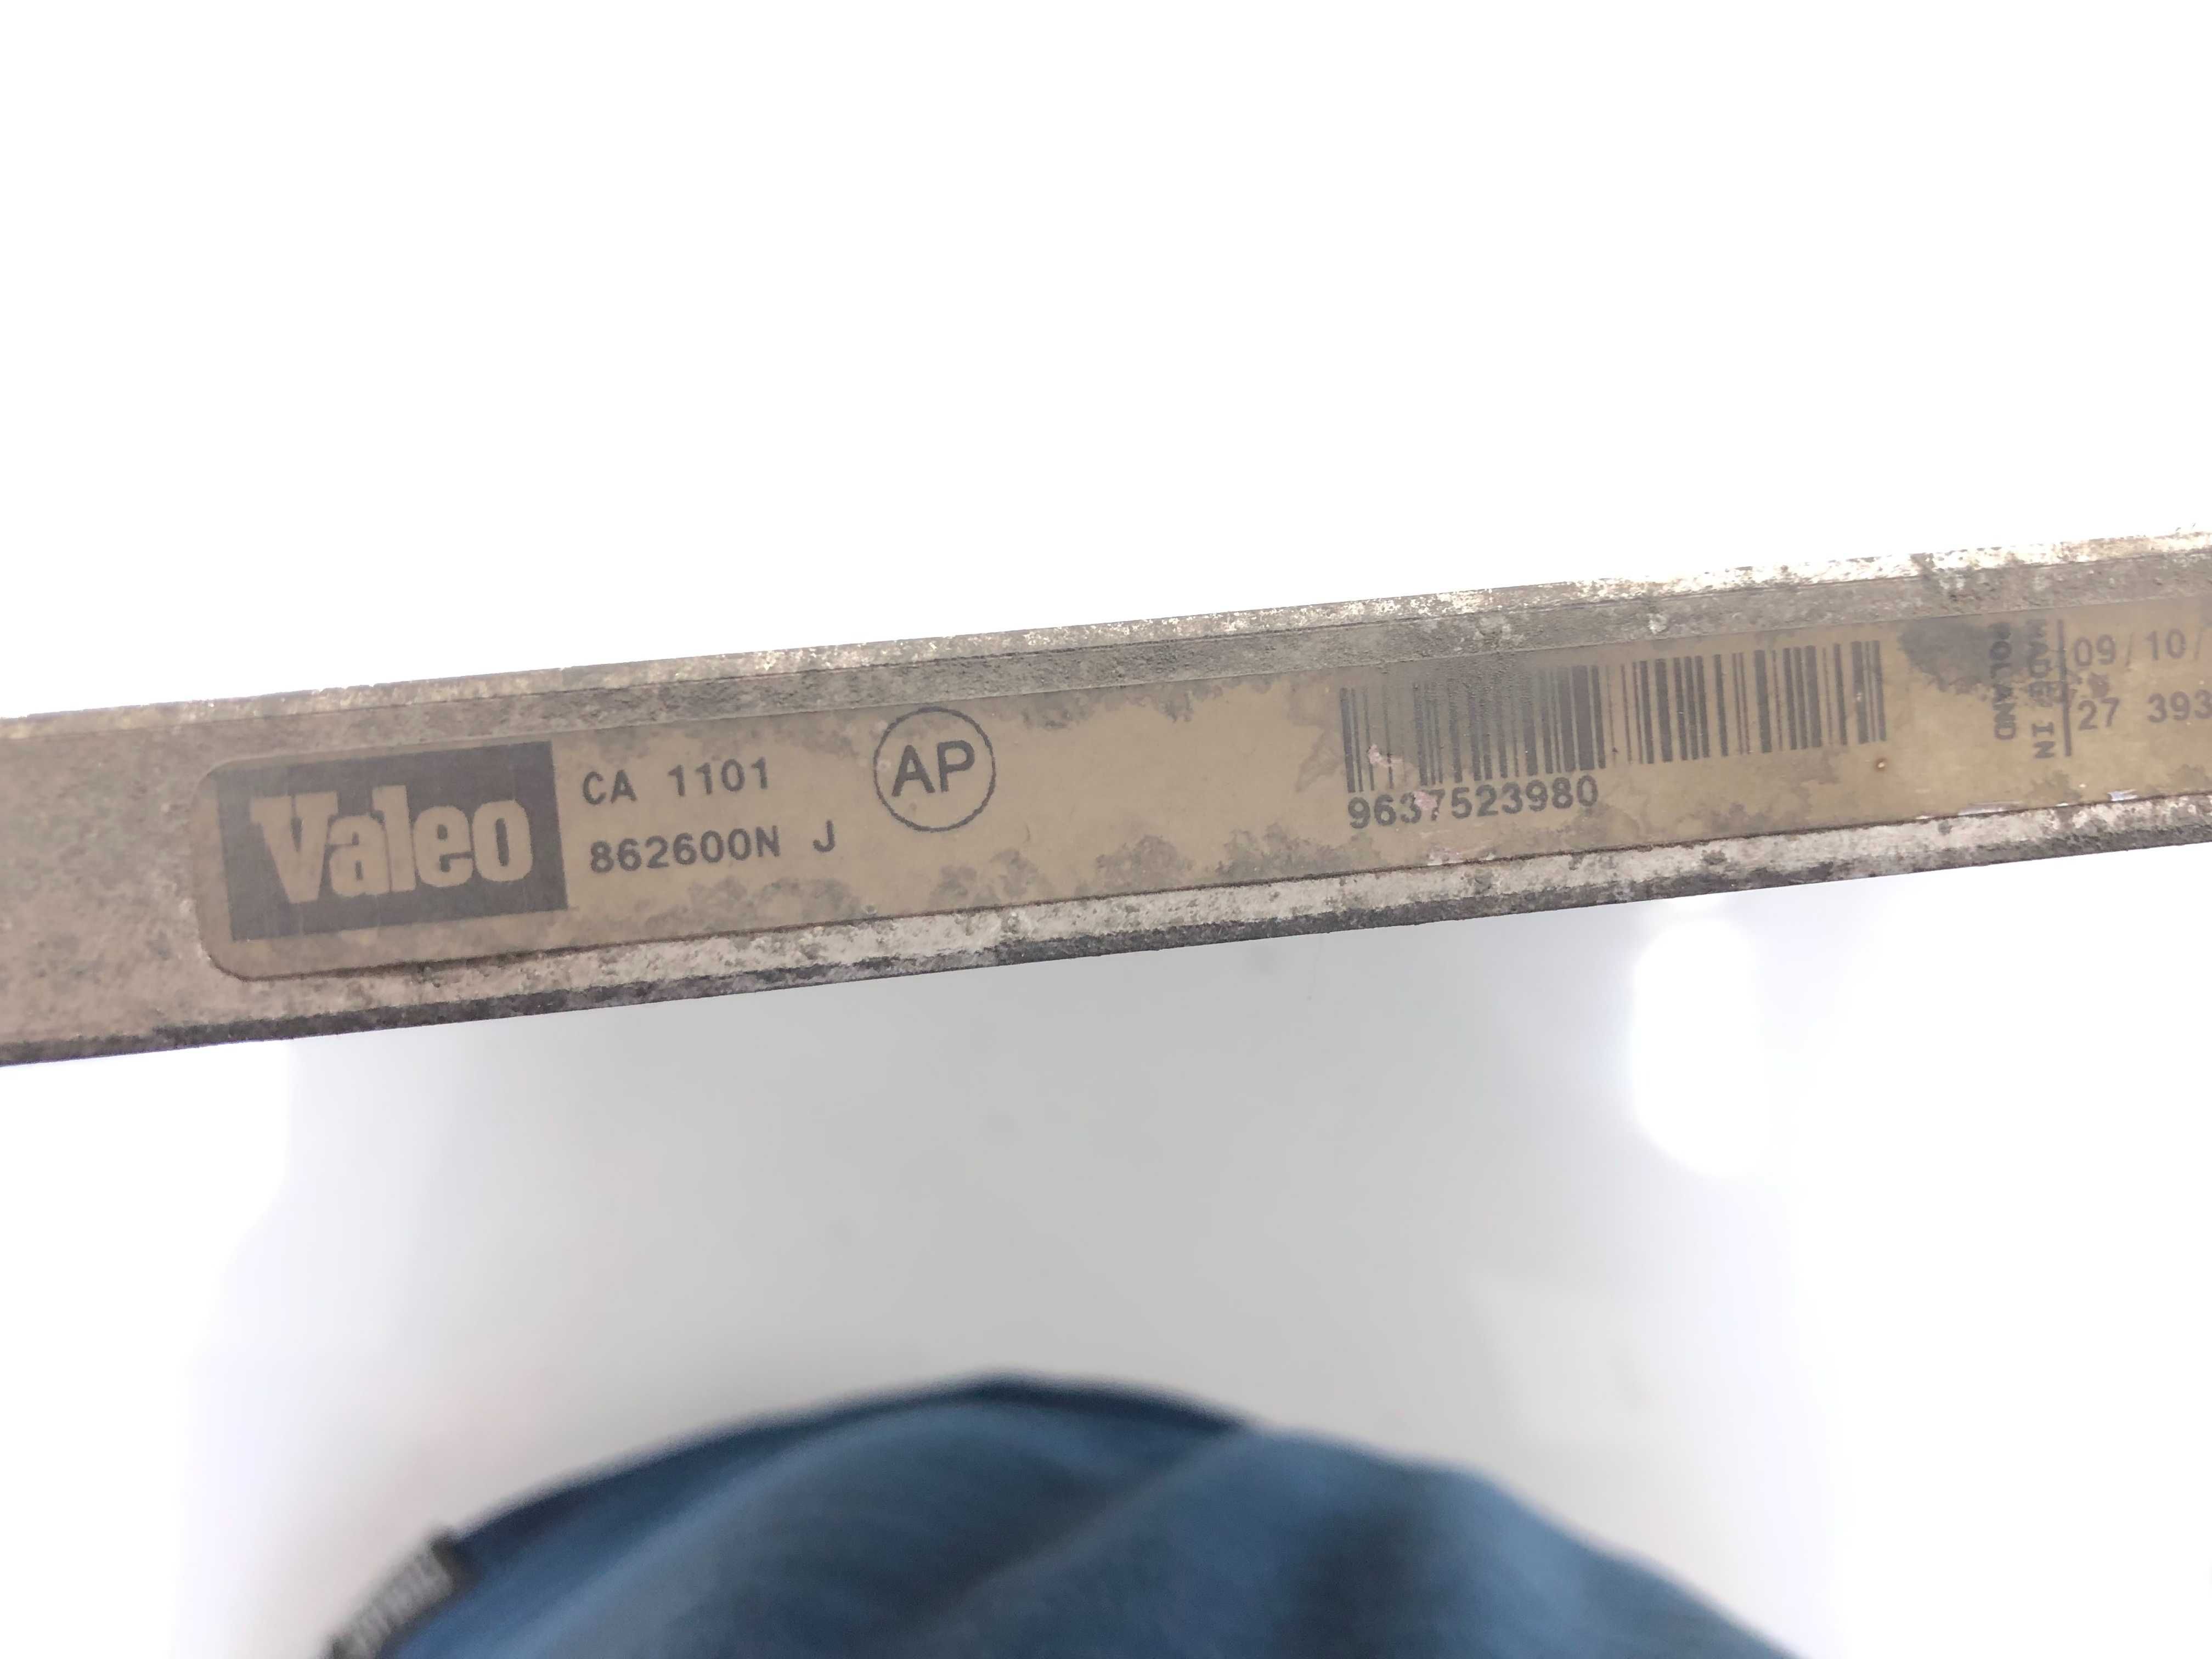 Valeo
CA 1101
862600N J
AP
9637523980
MADE IN
POLAND
09/10/
27 393